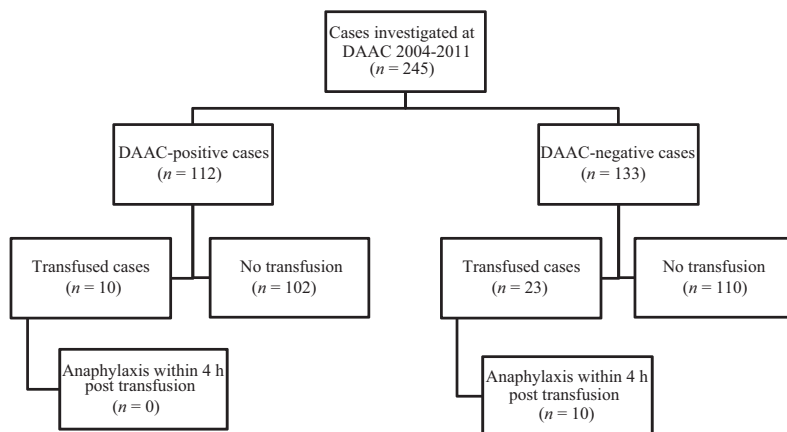 Cases investigated at
DAAC 2004-2011
(n = 245)
DAAC-positive cases
(n = 112)
DAAC-negative cases
(n = 133)
Transfused cases
(n = 10)
No transfusion
(n = 102)
Transfused cases
(n = 23)
No transfusion
(n = 110)
Anaphylaxis within 4 h
post transfusion
(n = 0)
Anaphylaxis within 4 h
post transfusion
(n = 10)